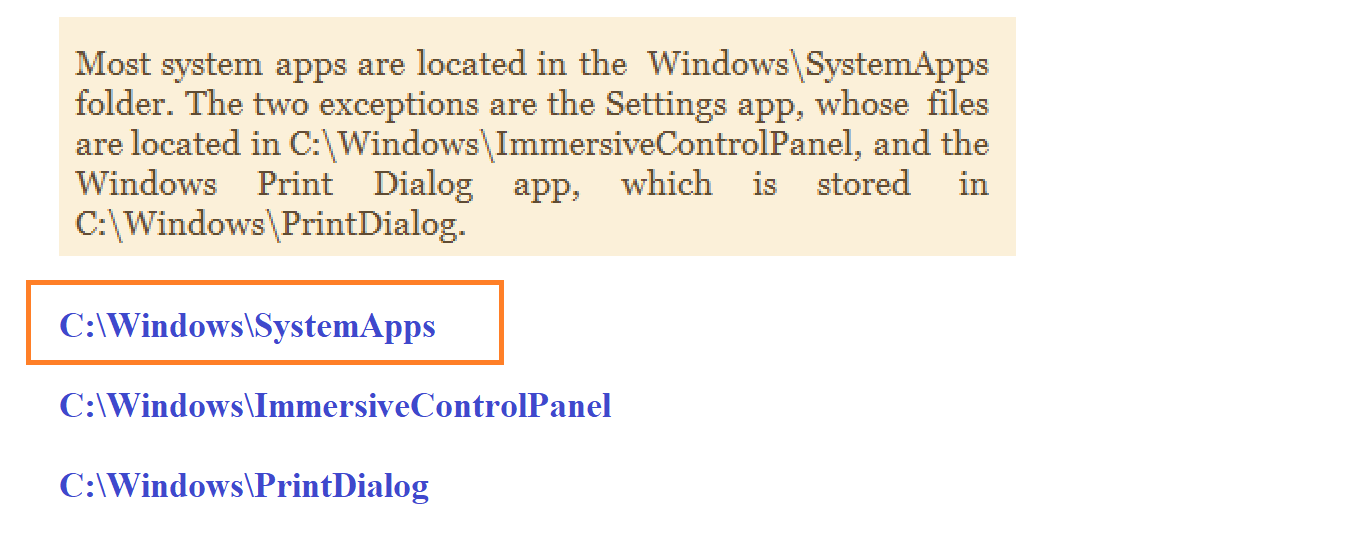 Most system apps are located in the Windows\SystemApps
folder. The two exceptions are the Settings app, whose files
are located in C:\Windows\ImmersiveControlPanel, and the
Windows Print Dialog app, which is stored in
C:\Windows\PrintDialog.
C:\Windows\SystemApps
C:\Windows\ImmersiveControlPanel
C:\Windows\PrintDialog